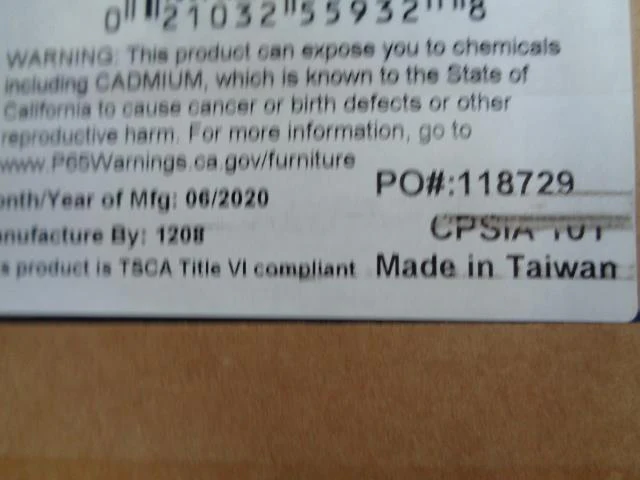 0 21032 55932 8
WARNING: This product can expose you to chemicals
including CADMIUM, which is known to the State of
California to cause cancer or birth defects or other
reproductive harm. For more information, go to
www.P65Warnings.ca.gov/furniture
onth/Year of Mfg: 06/2020
PO#:118729
anufacture By: 1208
CPSIA 101
s product is TSCA Title VI compliant
Made in Taiwan